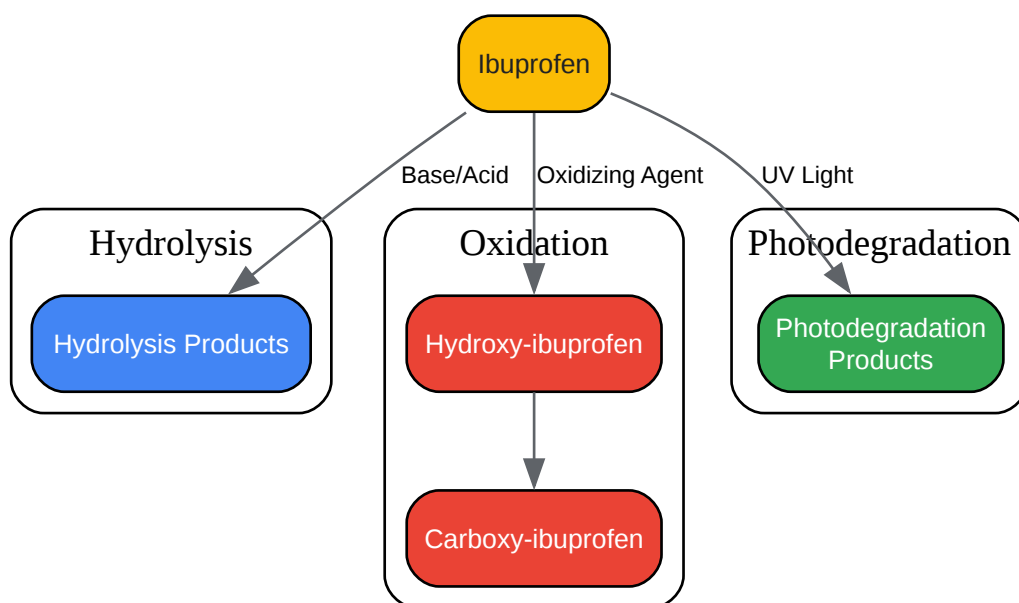 Ibuprofen
Base/Acid
Oxidizing Agent
UV Light
Hydrolysis
Oxidation
Photodegradation
Hydrolysis Products
Hydroxy-ibuprofen
Photodegradation
Products
Carboxy-ibuprofen